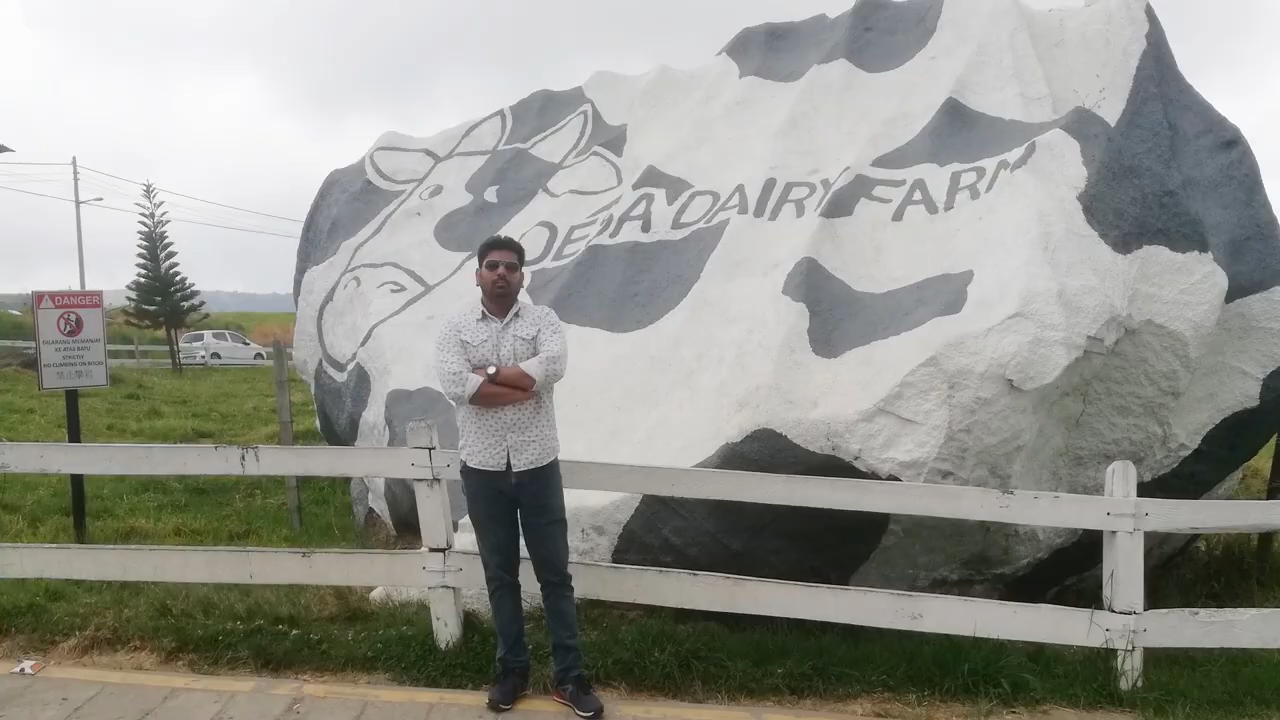 DESA DAIRY FARM
DANGER
DILARANG MEMANJAT
KE ATAS BATU
STRICTLY
NO CLIMBING ON ROCKS